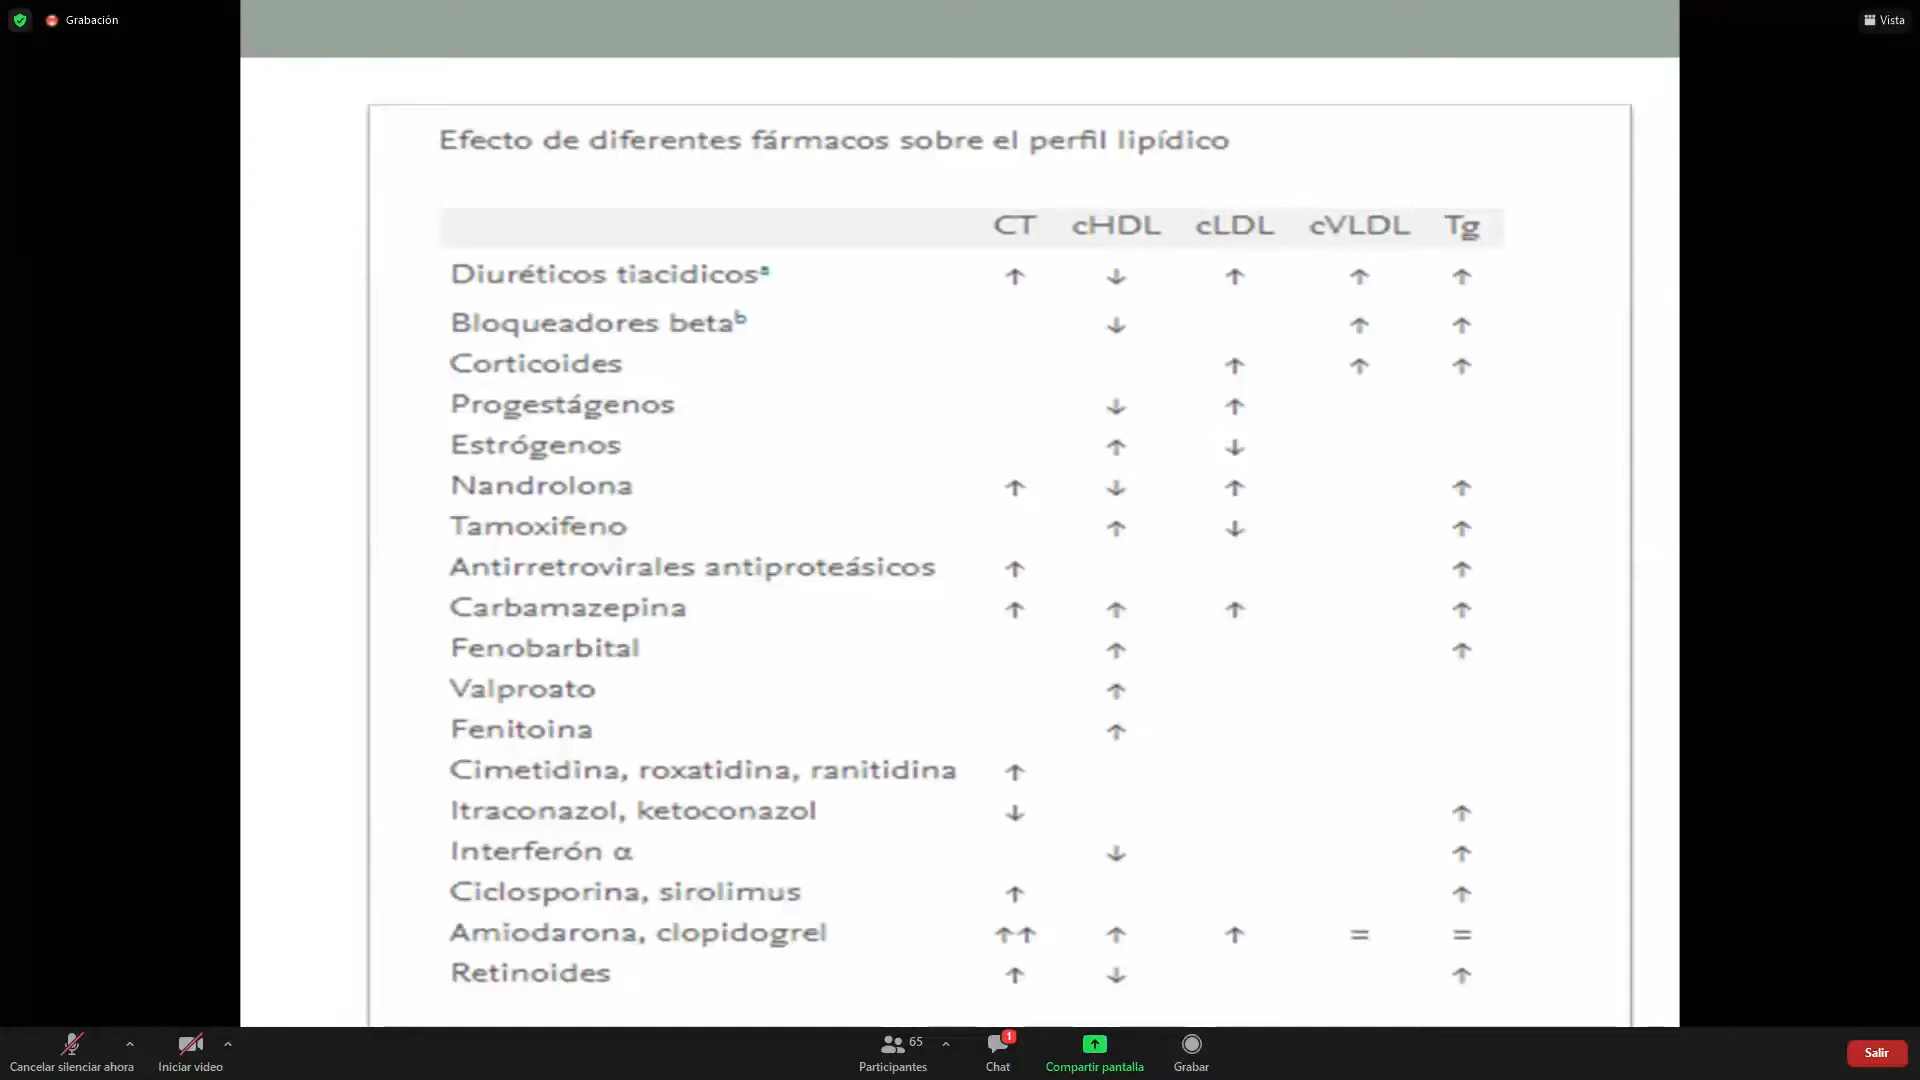 Grabación
Vista
Efecto de diferentes fármacos sobre el perfil lipídico
CT cHDL cLDL cVLDL Tg
Diuréticos tiacidicosª ↑ ↓ ↑ ↑ ↑
Bloqueadores betaᵇ ↓ ↑ ↑
Corticoides ↑ ↑ ↑
Progestágenos ↓ ↑
Estrógenos ↑ ↓
Nandrolona ↑ ↓ ↑ ↑
Tamoxifeno ↑ ↓ ↑
Antirretrovirales antiproteásicos ↑ ↑
Carbamazepina ↑ ↑ ↑ ↑
Fenobarbital ↑ ↑
Valproato ↑
Fenitoina ↑
Cimetidina, roxatidina, ranitidina ↑
Itraconazol, ketoconazol ↓ ↑
Interferón α ↓ ↑
Ciclosporina, sirolimus ↑ ↑
Amiodarona, clopidogrel ↑↑ ↑ ↑ = =
Retinoides ↑ ↓ ↑
65
1
Cancelar silenciar ahora
Iniciar video
Participantes
Chat
Compartir pantalla
Grabar
Salir